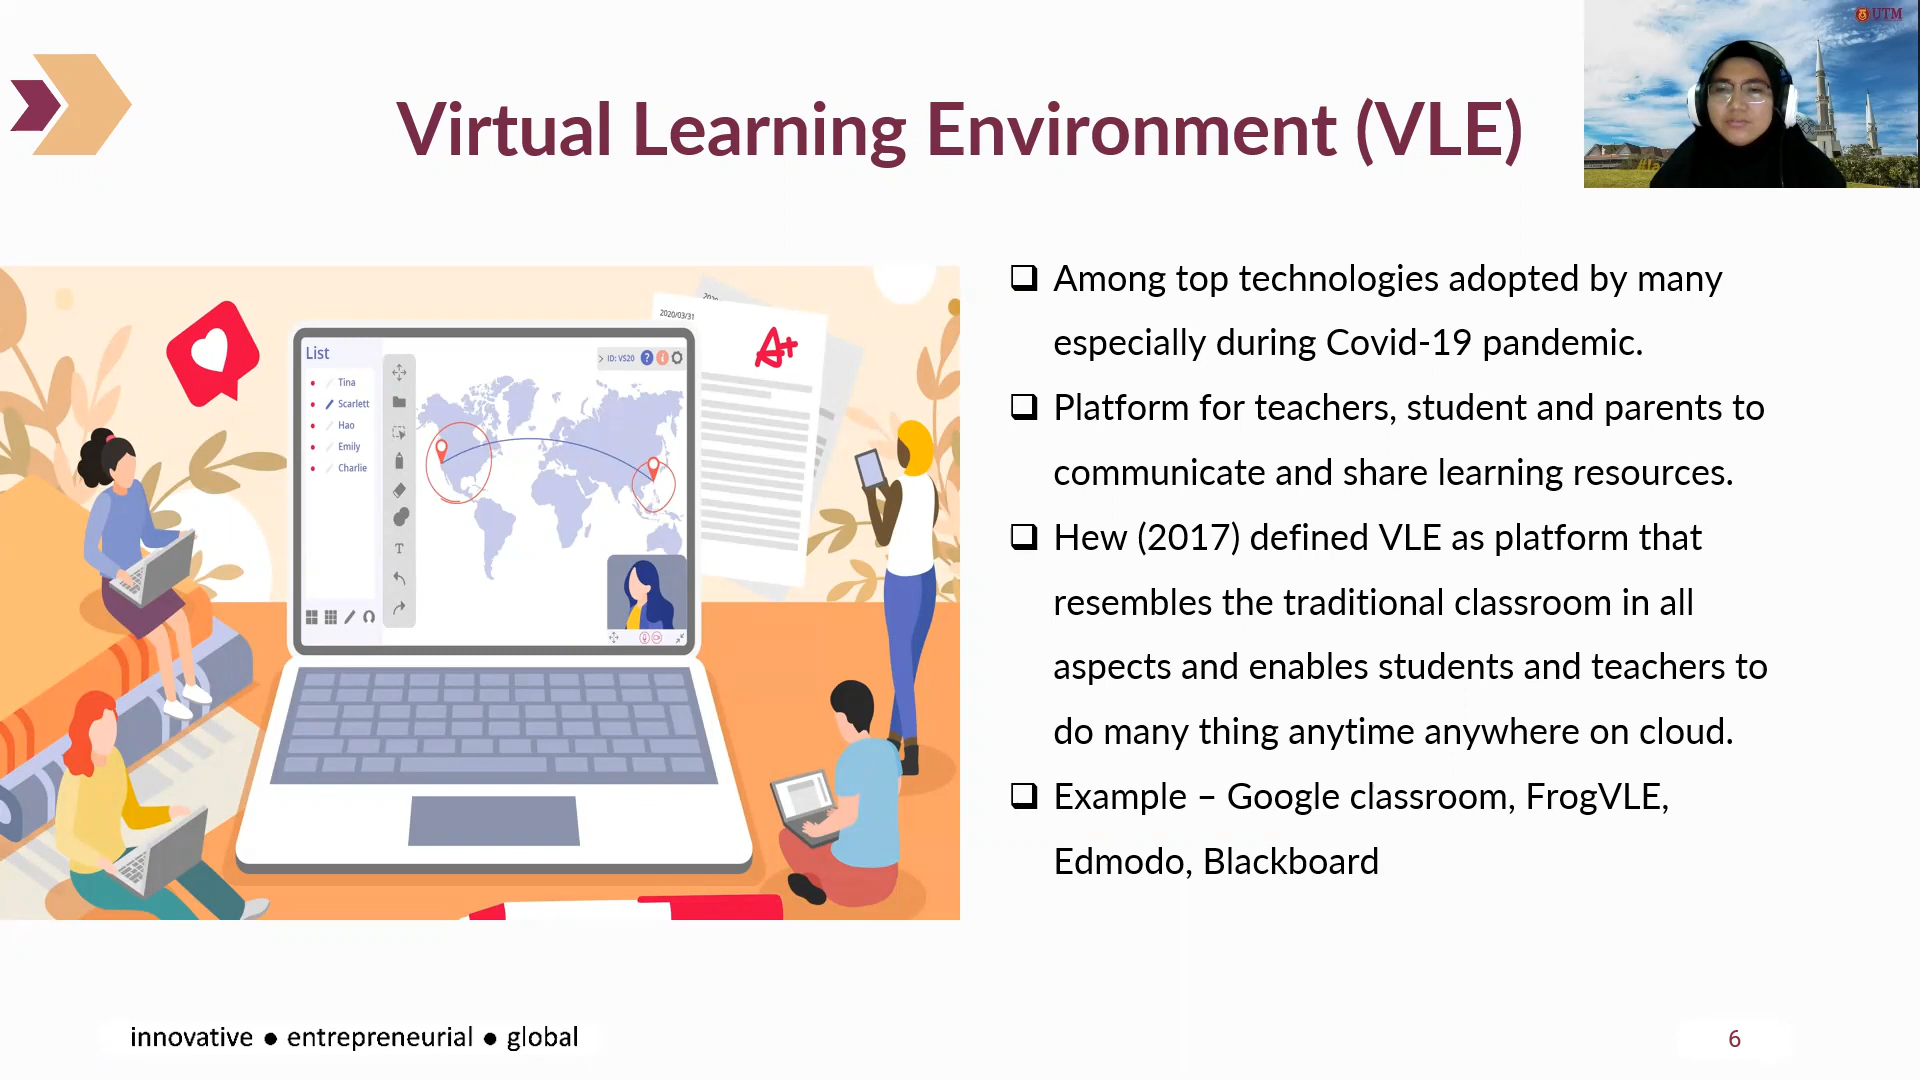 UTM
Virtual Learning Environment (VLE)
Among top technologies adopted by many
especially during Covid-19 pandemic.
Platform for teachers, student and parents to
communicate and share learning resources.
Hew (2017) defined VLE as platform that
resembles the traditional classroom in all
aspects and enables students and teachers to
do many thing anytime anywhere on cloud.
Example – Google classroom, FrogVLE,
Edmodo, Blackboard
List
Tina
Scarlett
Hao
Emily
Charlie
ID: VS20
T
2020/03/31
A+
innovative ● entrepreneurial ● global
6